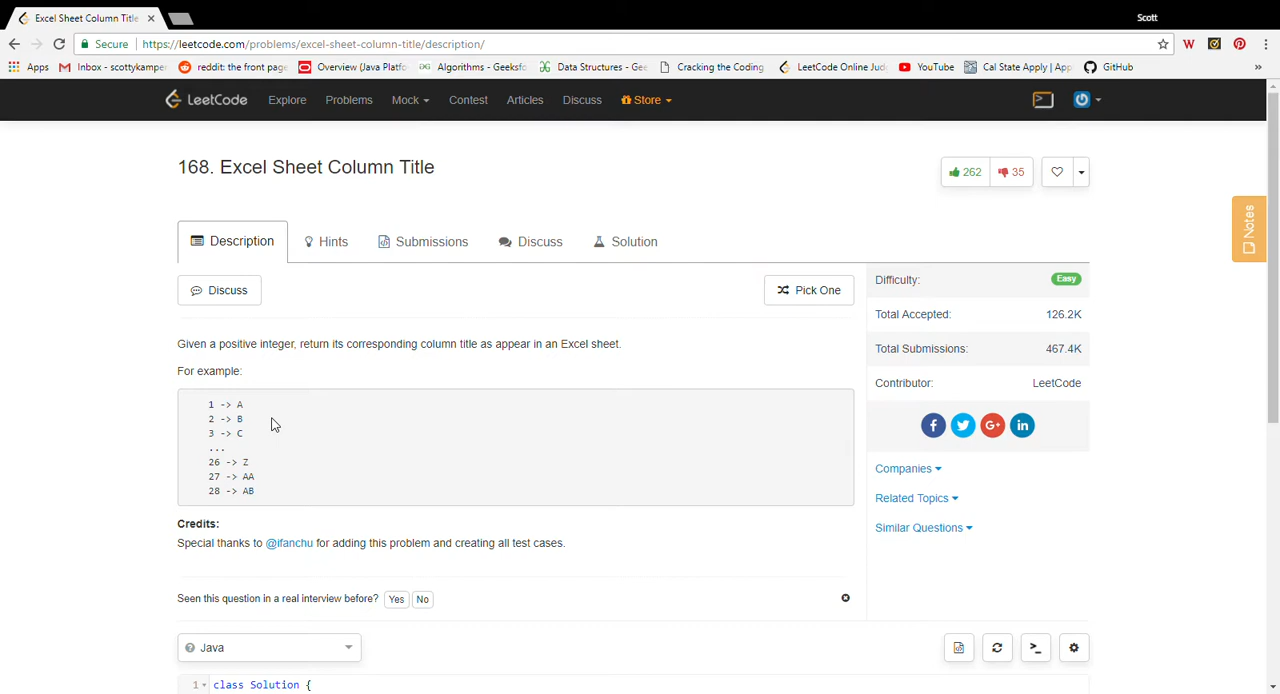 Excel Sheet Column Title
Scott
Secure https://leetcode.com/problems/excel-sheet-column-title/description/
Apps Inbox - scottykamper reddit: the front page Overview (Java Platfo Algorithms - Geeksfo Data Structures - Gee Cracking the Coding LeetCode Online Jud YouTube Cal State Apply | App GitHub »
LeetCode Explore Problems Mock Contest Articles Discuss Store
168. Excel Sheet Column Title
262 35
Notes
Description Hints Submissions Discuss Solution
Discuss Pick One
Difficulty: Easy
Total Accepted: 126.2K
Total Submissions: 467.4K
Contributor: LeetCode
Given a positive integer, return its corresponding column title as appear in an Excel sheet.
For example:
1 -> A
2 -> B
3 -> C
...
26 -> Z
27 -> AA
28 -> AB
Companies
Related Topics
Similar Questions
Credits:
Special thanks to @ifanchu for adding this problem and creating all test cases.
Seen this question in a real interview before? Yes No
Java
1 class Solution {